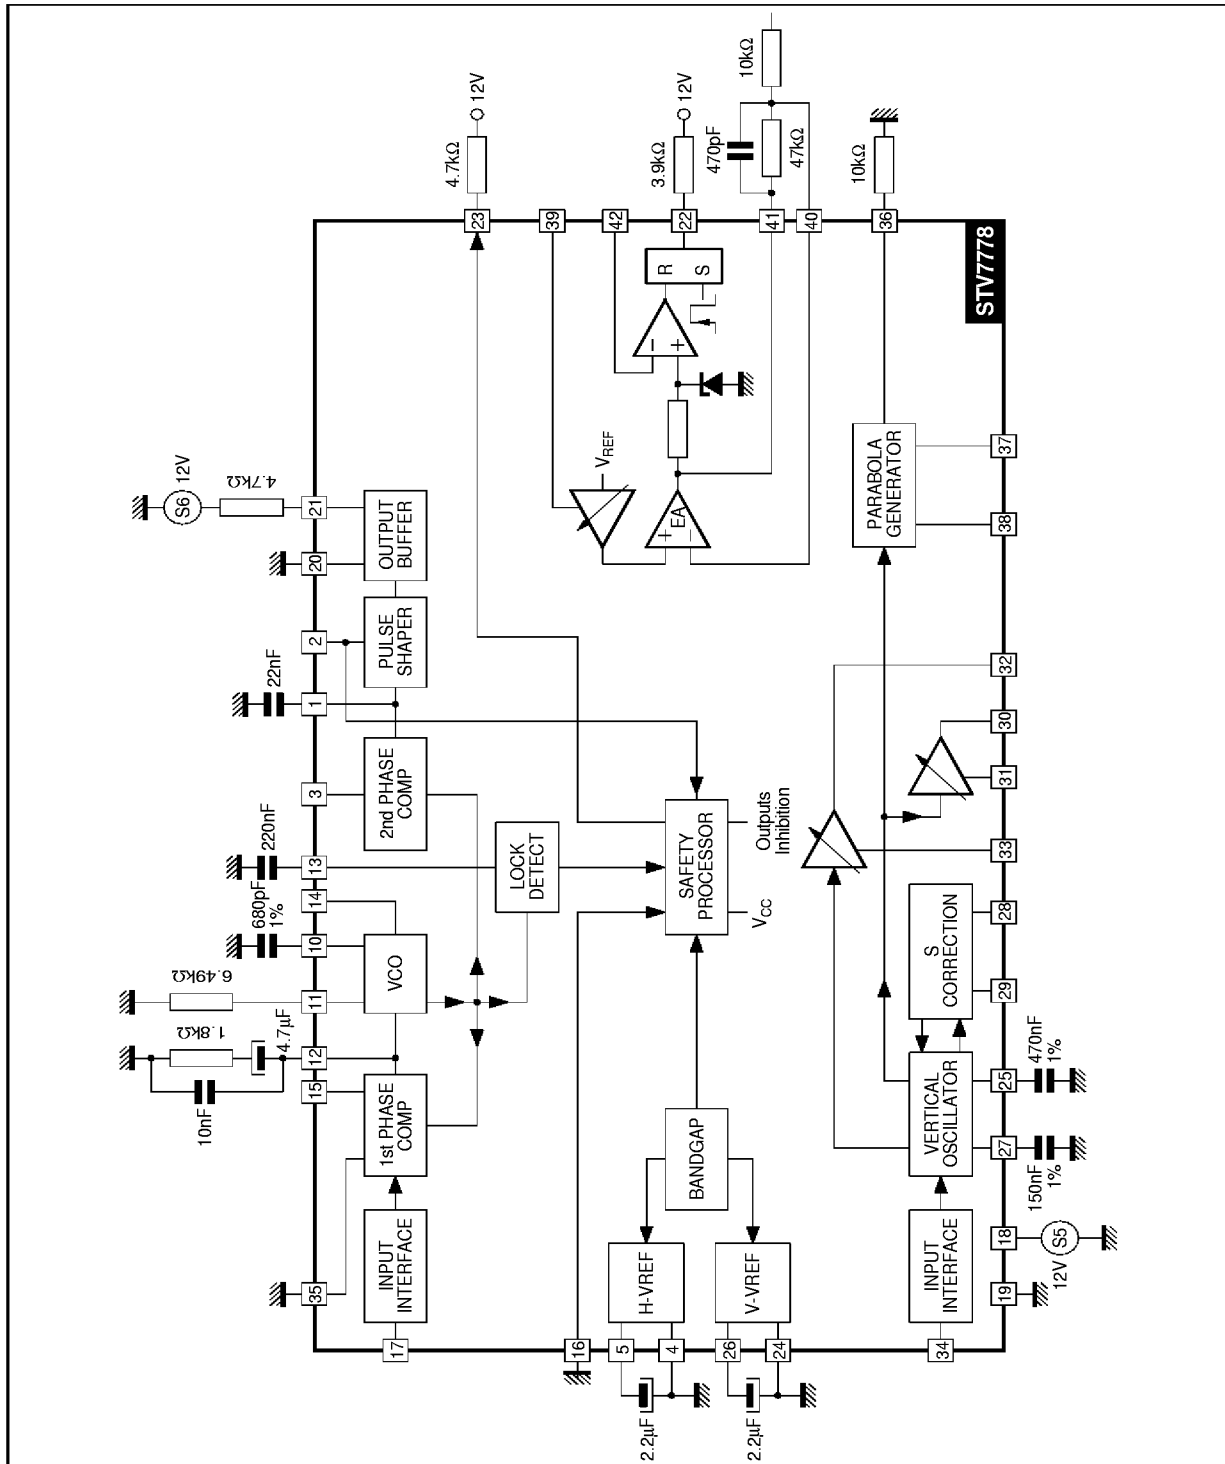 S6
12V
4.7kΩ
21
20
OUTPUT
BUFFER
2
22nF
1
PULSE
SHAPER
3
2nd PHASE
COMP
220nF
13
14
680pF
1%
10
LOCK
DETECT
6.49kΩ
11
VCO
1.8kΩ
4.7µF
12
15
10nF
1st PHASE
COMP
35
INPUT
INTERFACE
17
4.7kΩ
12V
23
39
42
3.9kΩ
12V
22
R
S
470pF
47kΩ
10kΩ
41
40
10kΩ
36
STV7778
VREF
EA
+
−
−
+
SAFETY
PROCESSOR
Outputs
Inhibition
VCC
BANDGAP
H-VREF
V-VREF
16
5
4
26
24
2.2µF
2.2µF
PARABOLA
GENERATOR
37
38
32
30
31
33
S
CORRECTION
28
29
VERTICAL
OSCILLATOR
25
470nF
1%
27
150nF
1%
INPUT
INTERFACE
18
12V
S5
19
34